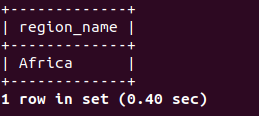 +-------------+
| region_name |
+-------------+
| Africa      |
+-------------+
1 row in set (0.40 sec)